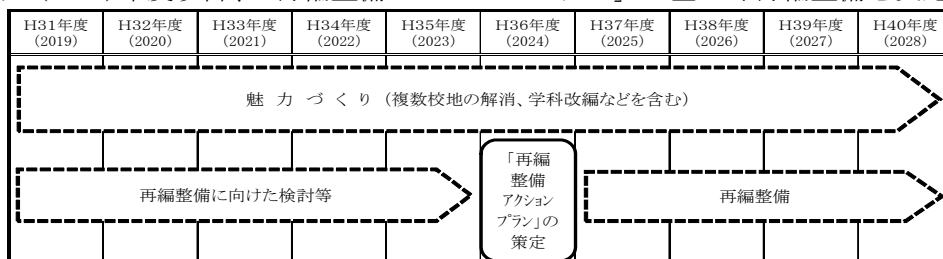 H31年度 H32年度 H33年度 H34年度 H35年度 H36年度 H37年度 H38年度 H39年度 H40年度
(2019) (2020) (2021) (2022) (2023) (2024) (2025) (2026) (2027) (2028)
魅 力 づ く り (複数校地の解消、学科改編などを含む)
再編整備に向けた検討等
「再編
整備
アクション
プラン」の
策定
再編整備